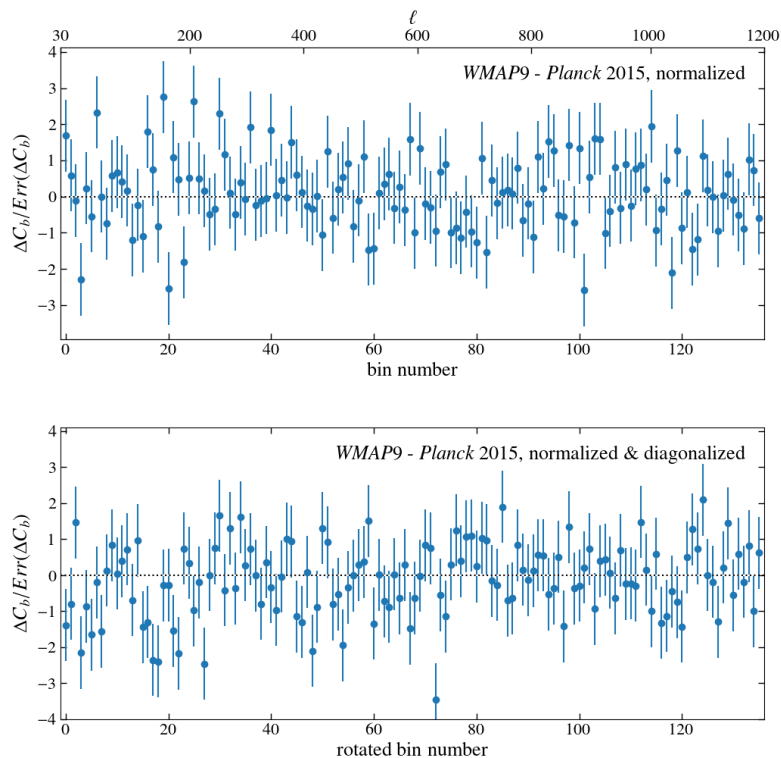 ℓ
30 200 400 600 800 1000 1200
WMAP9 - Planck 2015, normalized
ΔC_b/Err(ΔC_b)
4
3
2
1
0
−1
−2
−3
0 20 40 60 80 100 120
bin number
WMAP9 - Planck 2015, normalized & diagonalized
ΔC_b/Err(ΔC_b)
4
3
2
1
0
−1
−2
−3
−4
0 20 40 60 80 100 120
rotated bin number